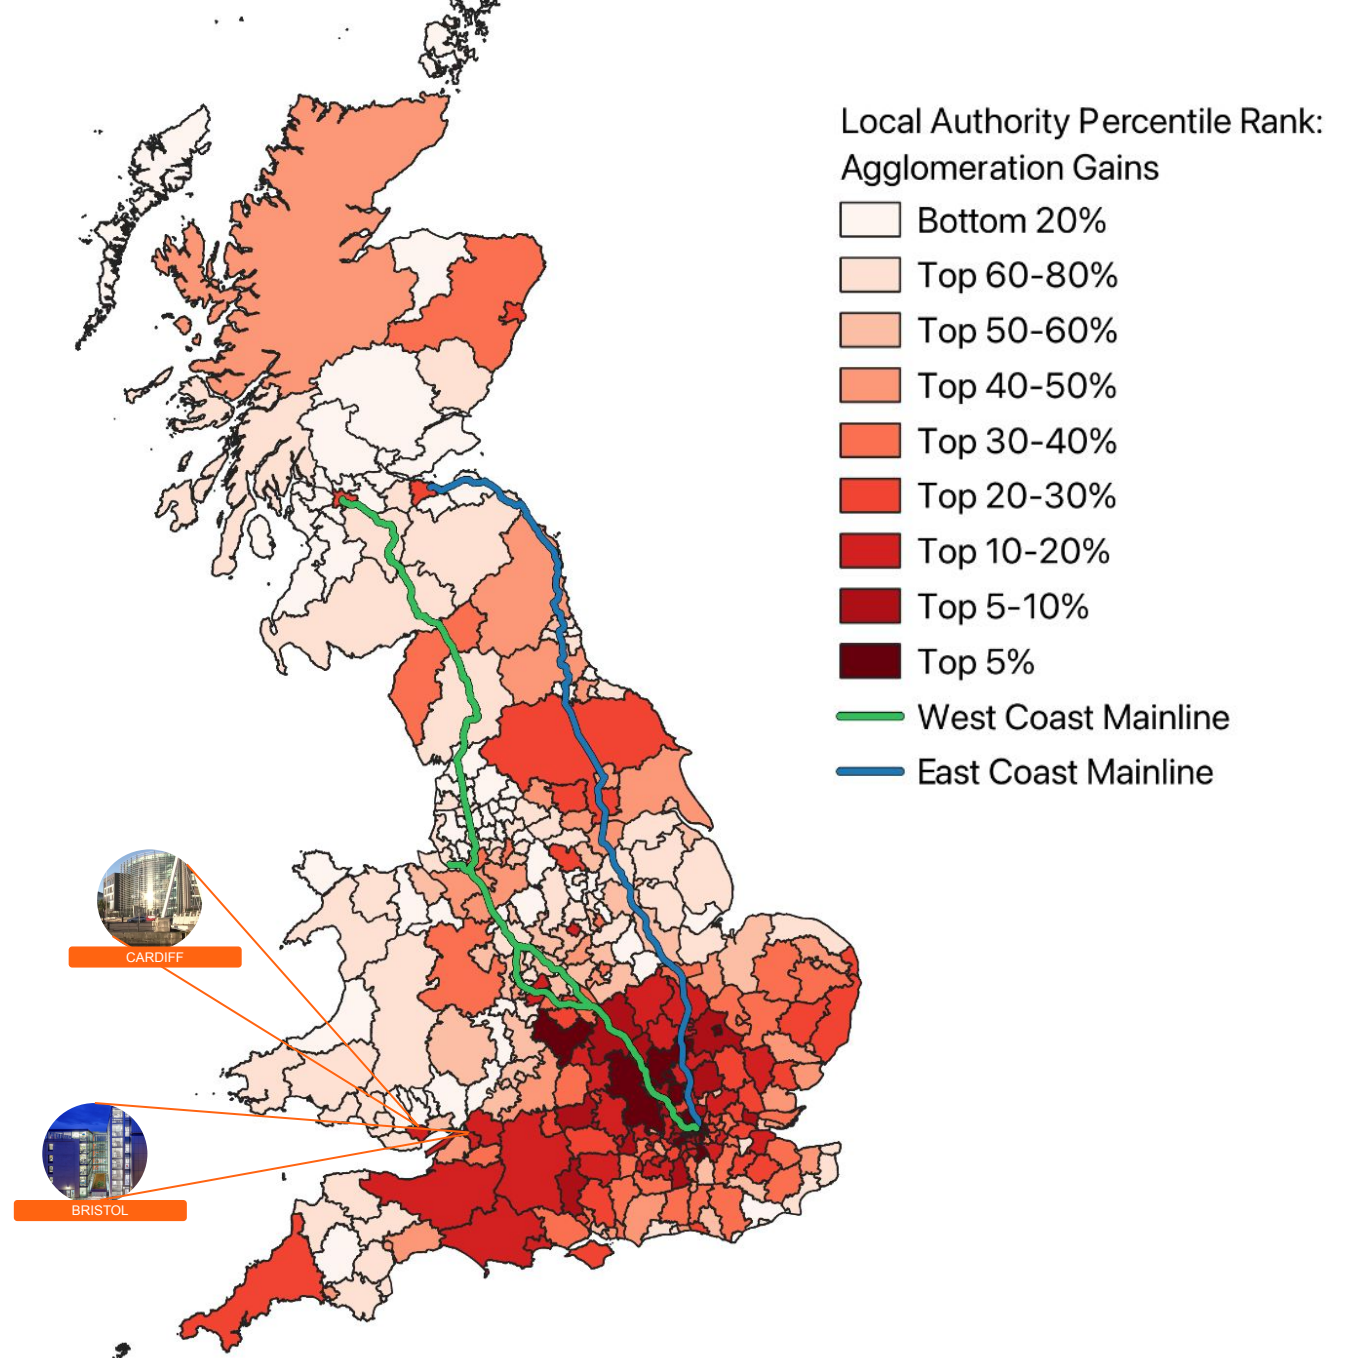 Local Authority Percentile Rank:
Agglomeration Gains
Bottom 20%
Top 60-80%
Top 50-60%
Top 40-50%
Top 30-40%
Top 20-30%
Top 10-20%
Top 5-10%
Top 5%
West Coast Mainline
East Coast Mainline
CARDIFF
BRISTOL